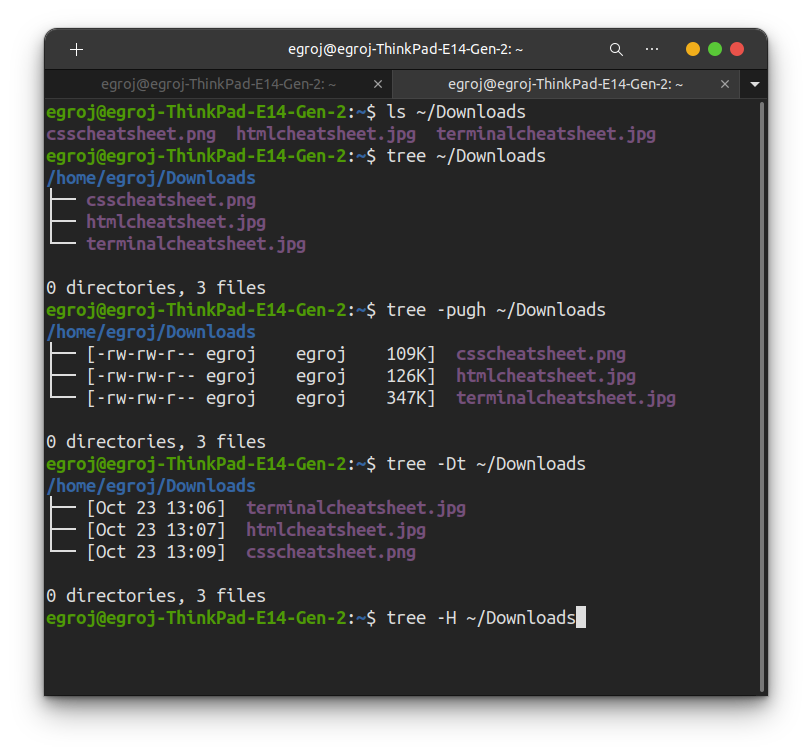 egroj@egroj-ThinkPad-E14-Gen-2: ~
egroj@egroj-ThinkPad-E14-Gen-2: ~ × egroj@egroj-ThinkPad-E14-Gen-2: ~ ×
egroj@egroj-ThinkPad-E14-Gen-2:~$ ls ~/Downloads
csscheatsheet.png  htmlcheatsheet.jpg  terminalcheatsheet.jpg
egroj@egroj-ThinkPad-E14-Gen-2:~$ tree ~/Downloads
/home/egroj/Downloads
├── csscheatsheet.png
├── htmlcheatsheet.jpg
└── terminalcheatsheet.jpg
0 directories, 3 files
egroj@egroj-ThinkPad-E14-Gen-2:~$ tree -pugh ~/Downloads
/home/egroj/Downloads
├── [-rw-rw-r-- egroj    egroj    109K]  csscheatsheet.png
├── [-rw-rw-r-- egroj    egroj    126K]  htmlcheatsheet.jpg
└── [-rw-rw-r-- egroj    egroj    347K]  terminalcheatsheet.jpg
0 directories, 3 files
egroj@egroj-ThinkPad-E14-Gen-2:~$ tree -Dt ~/Downloads
/home/egroj/Downloads
├── [Oct 23 13:06]  terminalcheatsheet.jpg
├── [Oct 23 13:07]  htmlcheatsheet.jpg
└── [Oct 23 13:09]  csscheatsheet.png
0 directories, 3 files
egroj@egroj-ThinkPad-E14-Gen-2:~$ tree -H ~/Downloads